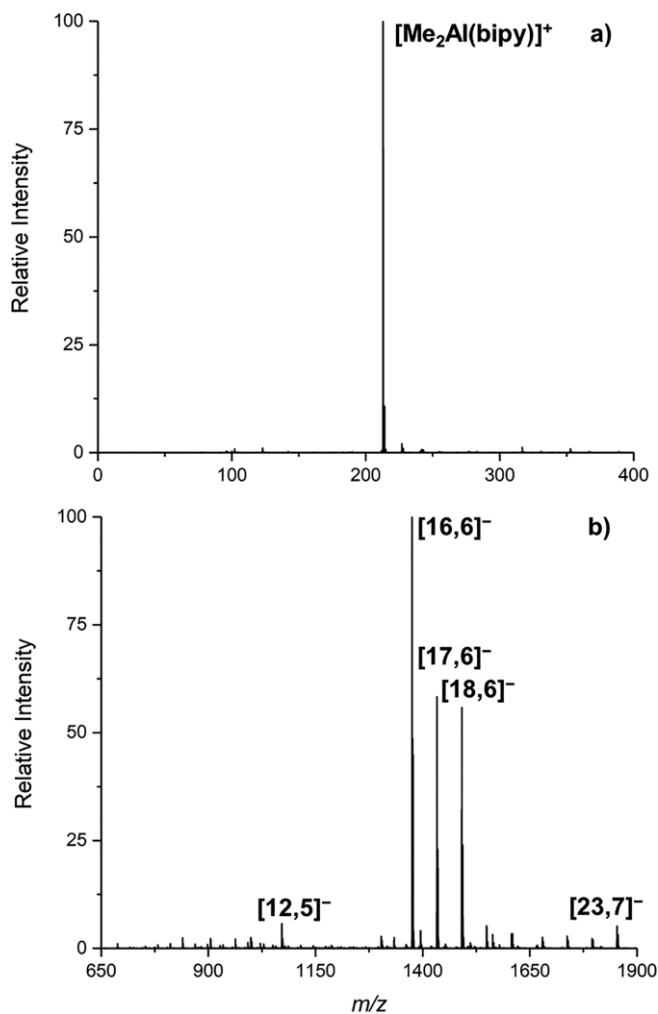 100
[Me₂Al(bipy)]⁺ a)
75
Relative Intensity
50
25
0
0 100 200 300 400
100
[16,6]⁻ b)
75
[17,6]⁻
[18,6]⁻
Relative Intensity
50
25
[12,5]⁻ [23,7]⁻
0
650 900 1150 1400 1650 1900
m/z